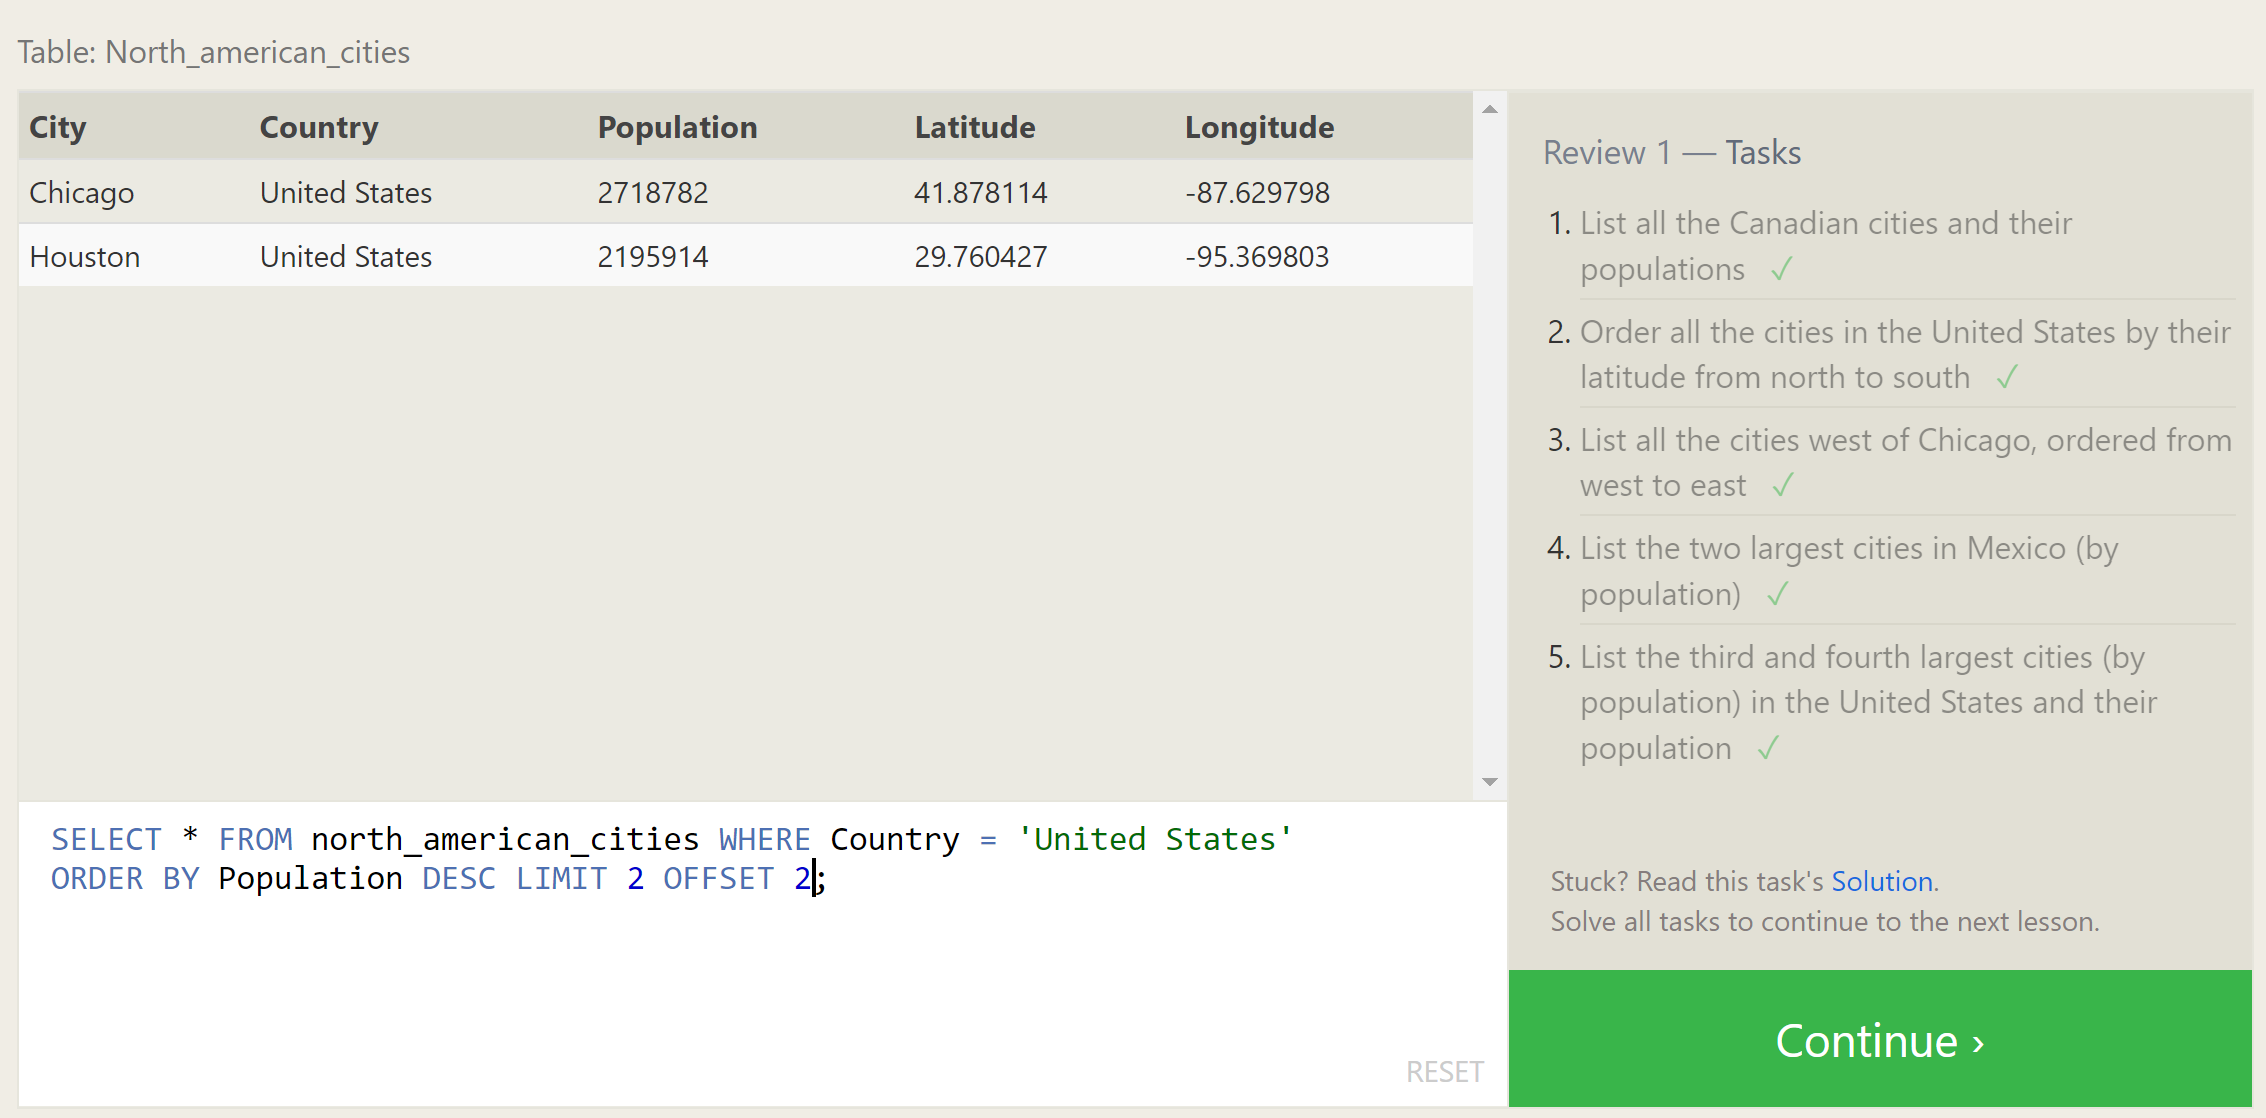 Table: North_american_cities
City Country Population Latitude Longitude
Chicago United States 2718782 41.878114 -87.629798
Houston United States 2195914 29.760427 -95.369803
SELECT * FROM north_american_cities WHERE Country = 'United States'
ORDER BY Population DESC LIMIT 2 OFFSET 2;
RESET
Review 1 — Tasks
1. List all the Canadian cities and their
populations ✓
2. Order all the cities in the United States by their
latitude from north to south ✓
3. List all the cities west of Chicago, ordered from
west to east ✓
4. List the two largest cities in Mexico (by
population) ✓
5. List the third and fourth largest cities (by
population) in the United States and their
population ✓
Stuck? Read this task's Solution.
Solve all tasks to continue to the next lesson.
Continue ›